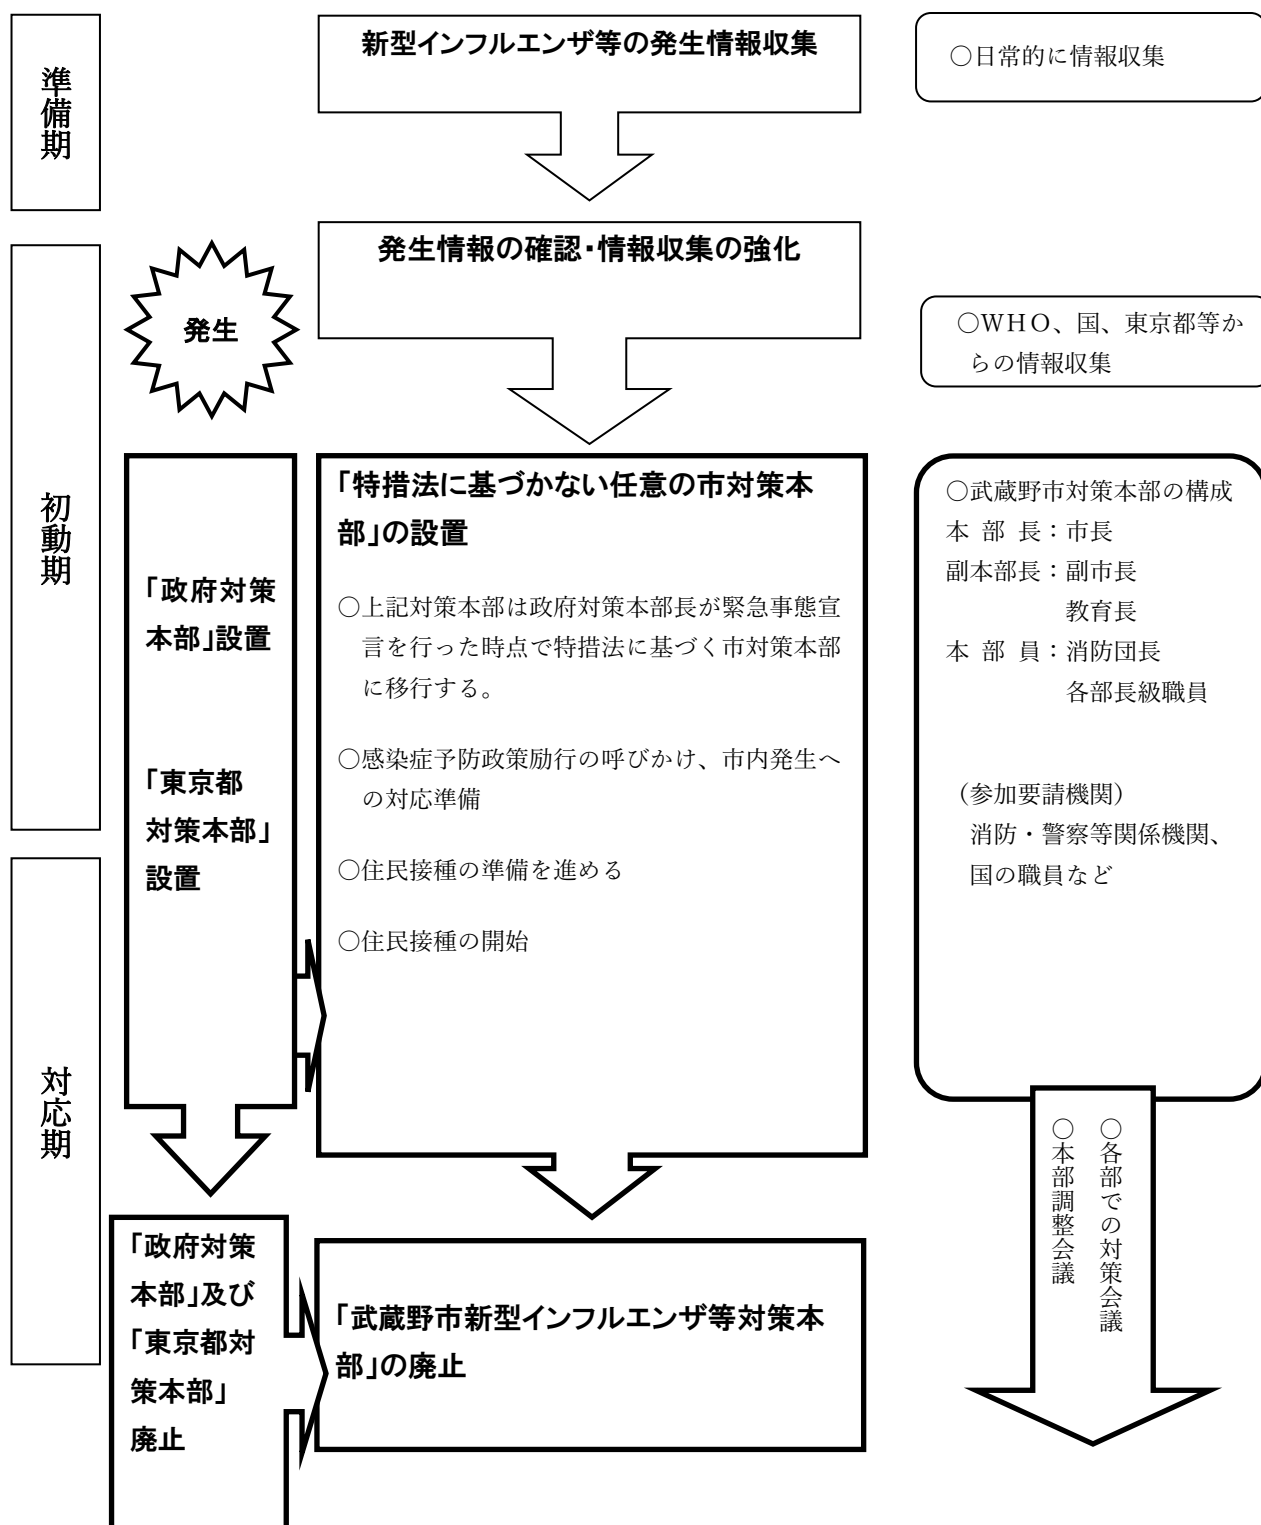 準備期
新型インフルエンザ等の発生情報収集
○日常的に情報収集
初動期
発生
発生情報の確認・情報収集の強化
○WHO、国、東京都等か
らの情報収集
「政府対策
本部」設置
「東京都
対策本部」
設置
「特措法に基づかない任意の市対策本
部」の設置
○上記対策本部は政府対策本部長が緊急事態宣
言を行った時点で特措法に基づく市対策本部
に移行する。
○感染症予防政策励行の呼びかけ、市内発生へ
の対応準備
○住民接種の準備を進める
○住民接種の開始
○武蔵野市対策本部の構成
本 部 長：市長
副本部長：副市長
教育長
本 部 員：消防団長
各部長級職員
（参加要請機関）
消防・警察等関係機関、
国の職員など
対応期
○各部での対策会議
○本部調整会議
「政府対策
本部」及び
「東京都対
策本部」
廃止
「武蔵野市新型インフルエンザ等対策本
部」の廃止